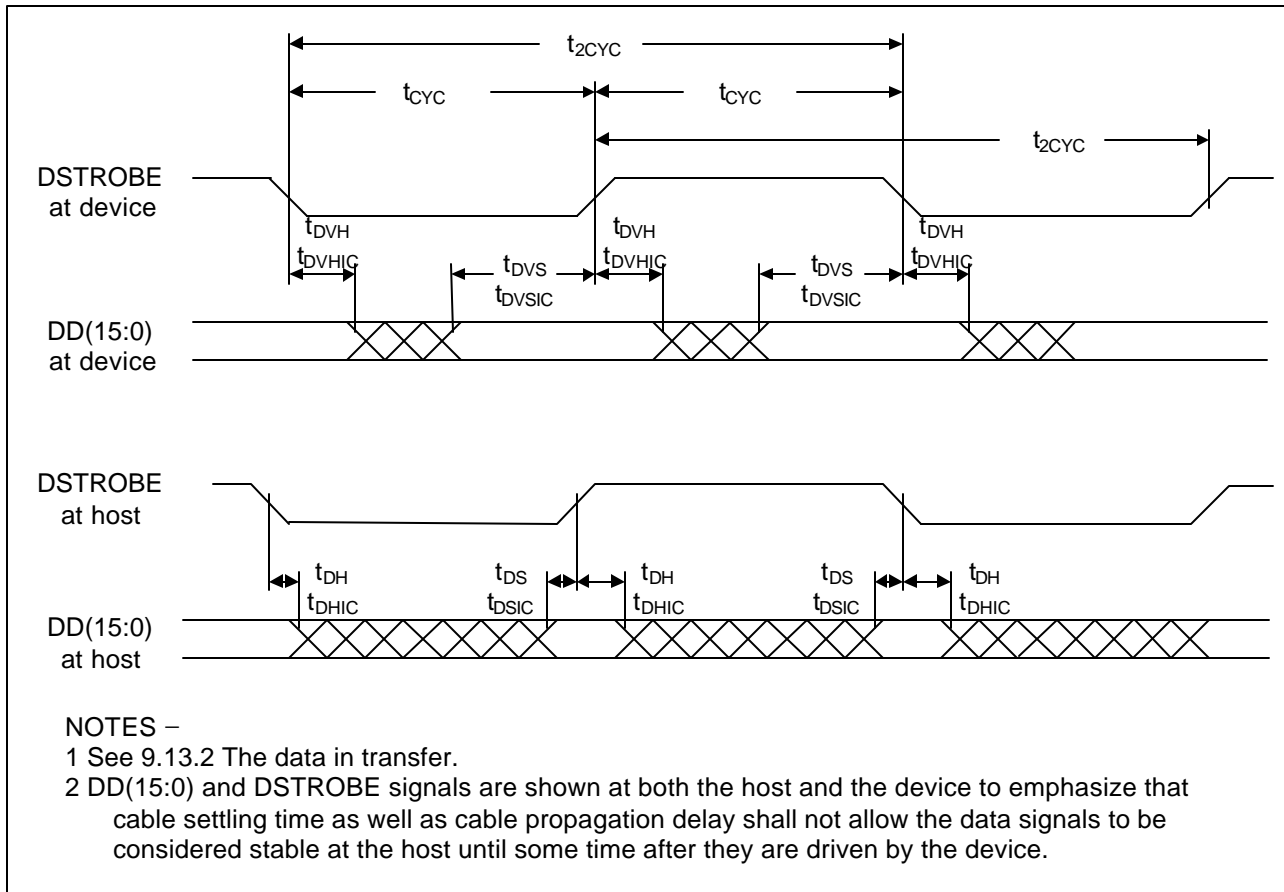 t2CYC
tCYC tCYC
t2CYC
DSTROBE
at device
tDVH tDVH tDVH
tDVHIC tDVS tDVHIC tDVS tDVHIC
tDVSIC tDVSIC
DD(15:0)
at device
DSTROBE
at host
tDH tDS tDH tDS tDH
tDHIC tDSIC tDHIC tDSIC tDHIC
DD(15:0)
at host
NOTES –
1 See 9.13.2 The data in transfer.
2 DD(15:0) and DSTROBE signals are shown at both the host and the device to emphasize that
cable settling time as well as cable propagation delay shall not allow the data signals to be
considered stable at the host until some time after they are driven by the device.